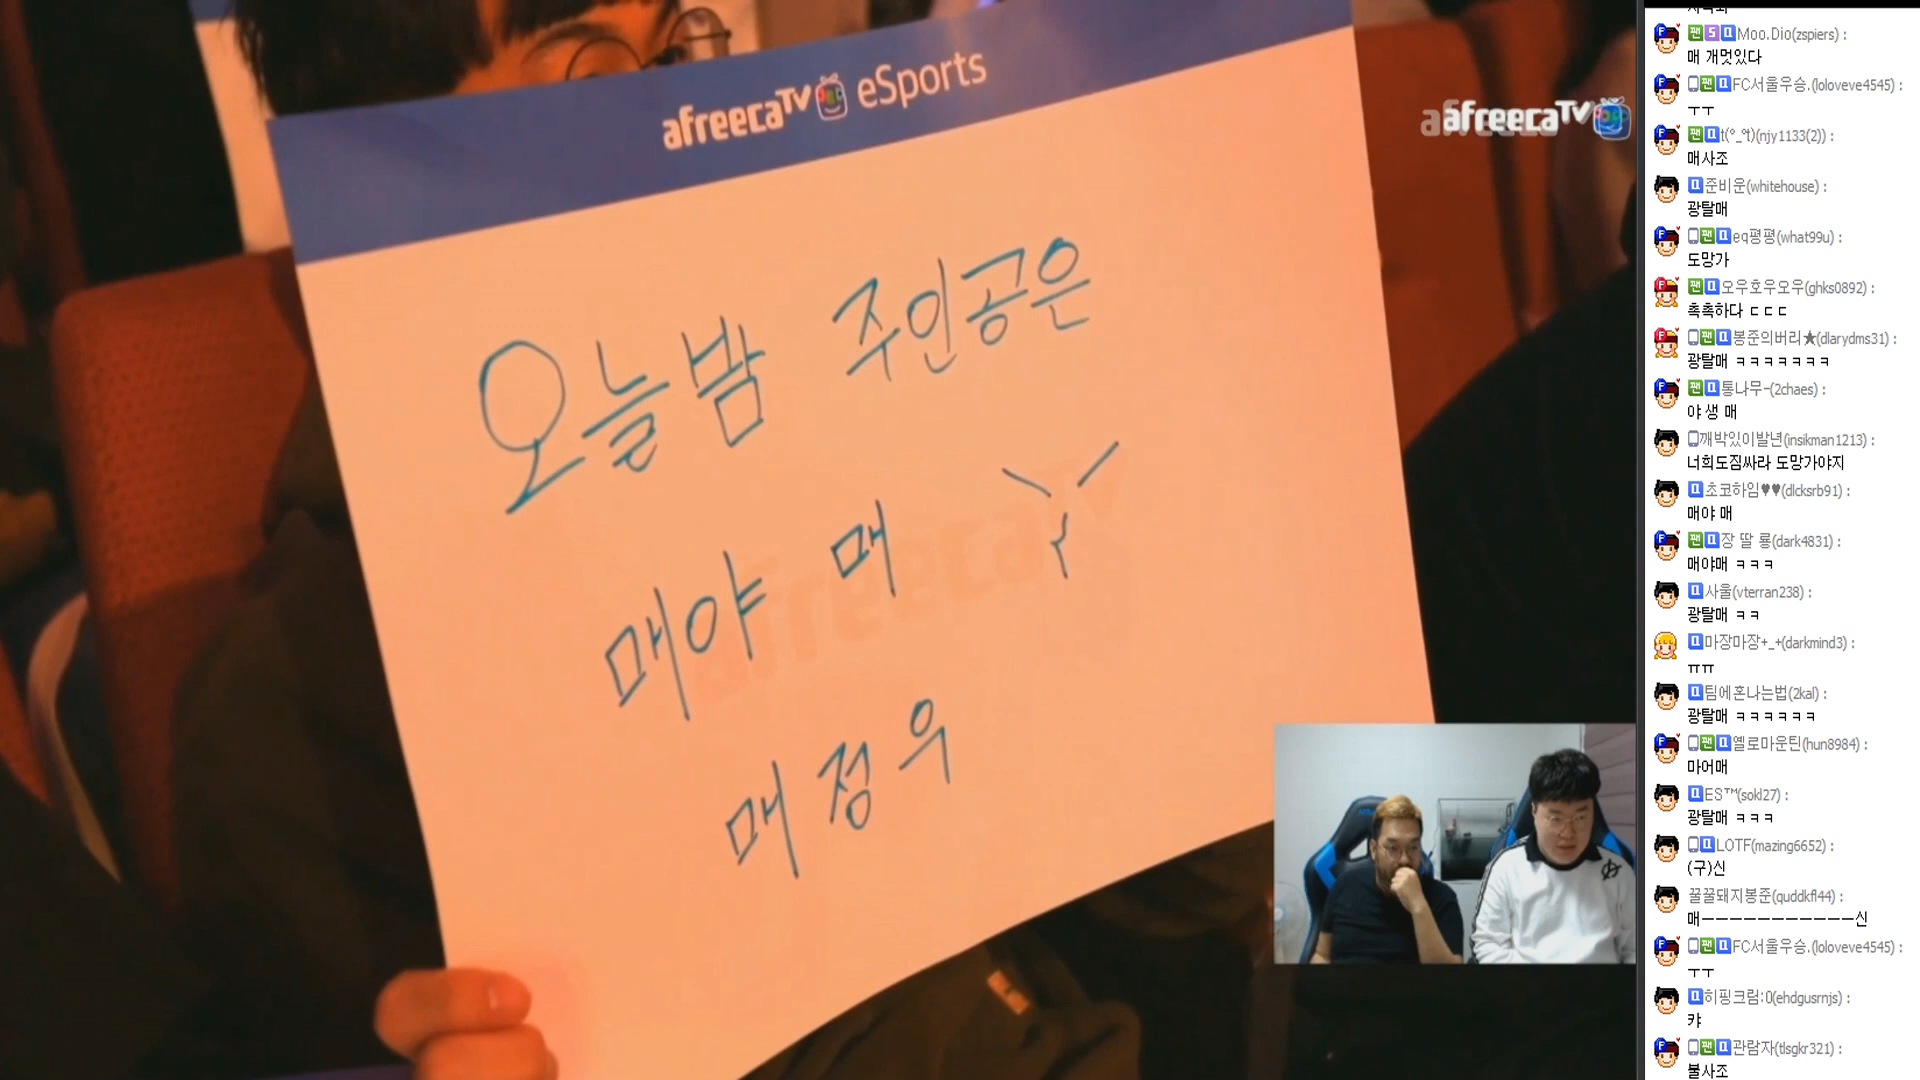 afreecaTV eSports
afreecaTV
오늘밤 주인공은
매야 매
매정우
Moo.Dio(zspiers) :
매 개멋있다
FC서울우승.(loloveve4545) :
ㅜㅜ
t(°_°t)(njy1133(2)) :
매사조
준비운(whitehouse) :
광탈매
eq평평(what99u) :
도망가
오우호우오우(ghks0892) :
촉촉하다 ㄷㄷㄷ
봉준의버리★(dlarydms31) :
광탈매 ㅋㅋㅋㅋㅋㅋㅋ
통나무-(2chaes) :
야 생 매
깨박있이발년(insikman1213) :
너희도짐싸라 도망가야지
초코하임♥♥(dlcksrb91) :
매야 매
장 딸 룡(dark4831) :
매야매 ㅋㅋㅋ
사울(vterran238) :
광탈매 ㅋㅋ
마장마장+_+(darkmind3) :
ㅠㅠ
팀에혼나는법(2kal) :
광탈매 ㅋㅋㅋㅋㅋㅋ
옐로마운틴(hun8984) :
마어매
ES™(sokl27) :
광탈매 ㅋㅋㅋ
LOTF(mazing6652) :
(구)신
꿀꿀돼지봉준(quddkfl44) :
매ㅡㅡㅡㅡㅡㅡㅡㅡㅡㅡㅡ신
FC서울우승.(loloveve4545) :
ㅜㅜ
히핑크림:0(ehdgusrnjs) :
캬
관람자(tlsgkr321) :
불사조